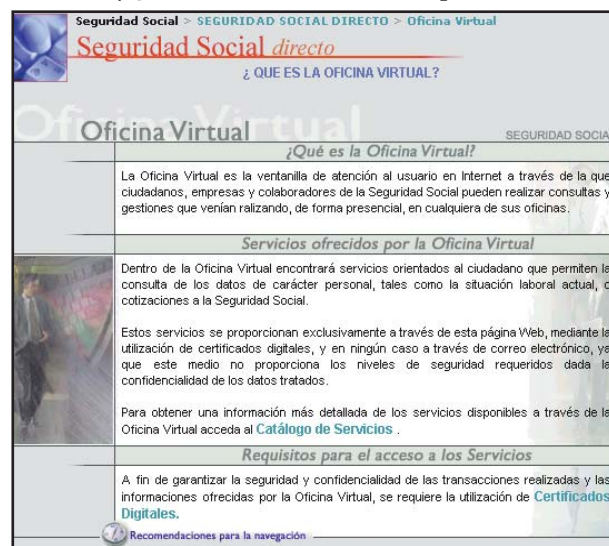 Seguridad Social > SEGURIDAD SOCIAL DIRECTO > Oficina Virtual
Seguridad Social directo
¿ QUE ES LA OFICINA VIRTUAL?
Oficina Virtual
Oficina Virtual
SEGURIDAD SOCIA
¿Qué es la Oficina Virtual?
La Oficina Virtual es la ventanilla de atención al usuario en Internet a través de la que
ciudadanos, empresas y colaboradores de la Seguridad Social pueden realizar consultas y
gestiones que venían ralizando, de forma presencial, en cualquiera de sus oficinas.
Servicios ofrecidos por la Oficina Virtual
Dentro de la Oficina Virtual encontrará servicios orientados al ciudadano que permiten la
consulta de los datos de carácter personal, tales como la situación laboral actual, o
cotizaciones a la Seguridad Social.
Estos servicios se proporcionan exclusivamente a través de esta página Web, mediante la
utilización de certificados digitales, y en ningún caso a través de correo electrónico, ya
que este medio no proporciona los niveles de seguridad requeridos dada la
confidencialidad de los datos tratados.
Para obtener una información más detallada de los servicios disponibles a través de la
Oficina Virtual acceda al Catálogo de Servicios .
Requisitos para el acceso a los Servicios
A fin de garantizar la seguridad y confidencialidad de las transacciones realizadas y las
informaciones ofrecidas por la Oficina Virtual, se requiere la utilización de Certificados
Digitales.
Recomendaciones para la navegación